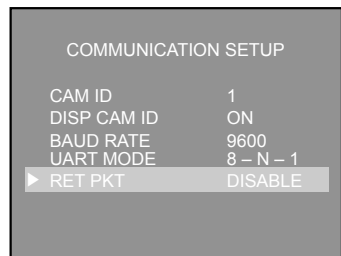 COMMUNICATION SETUP
CAM ID 1
DISP CAM ID ON
BAUD RATE 9600
UART MODE 8 – N – 1
RET PKT DISABLE